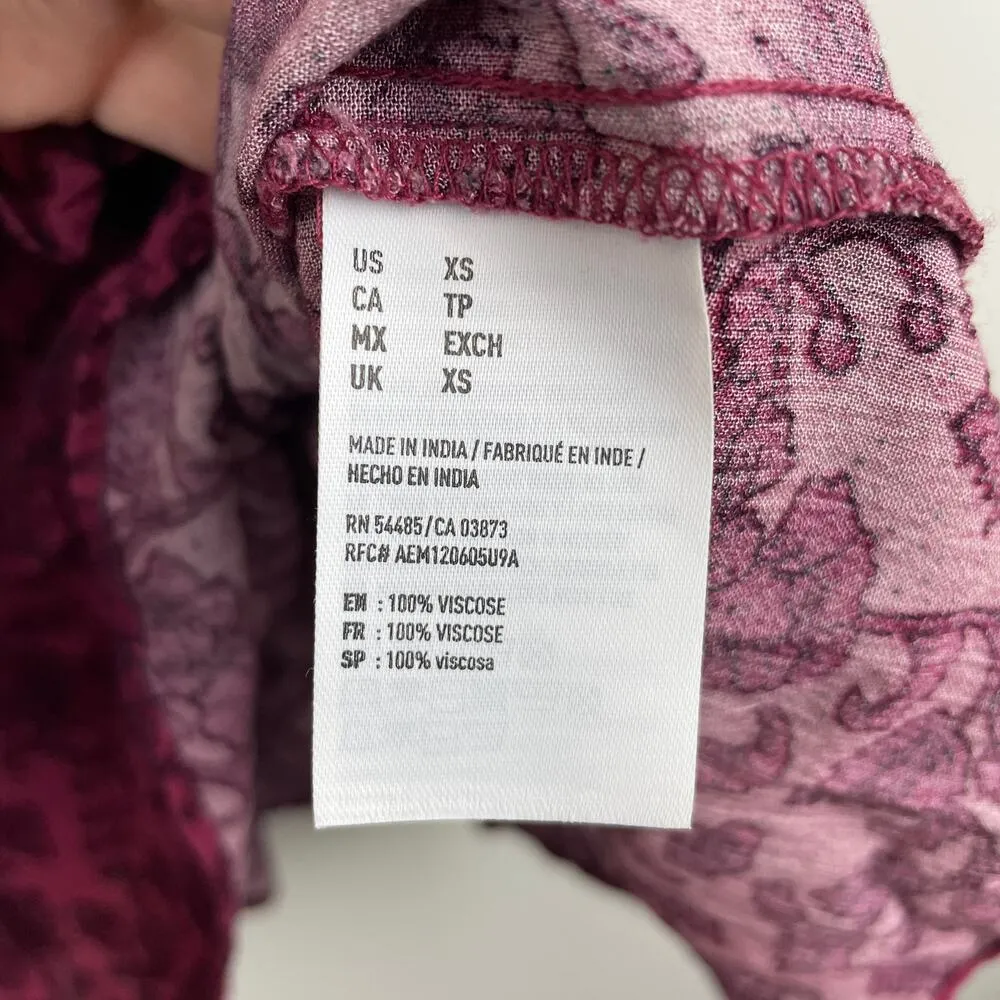 US XS
CA TP
MX EXCH
UK XS
MADE IN INDIA / FABRIQUÉ EN INDE /
HECHO EN INDIA
RN 54485/CA 03873
RFC# AEM120605U9A
EN : 100% VISCOSE
FR : 100% VISCOSE
SP : 100% viscosa